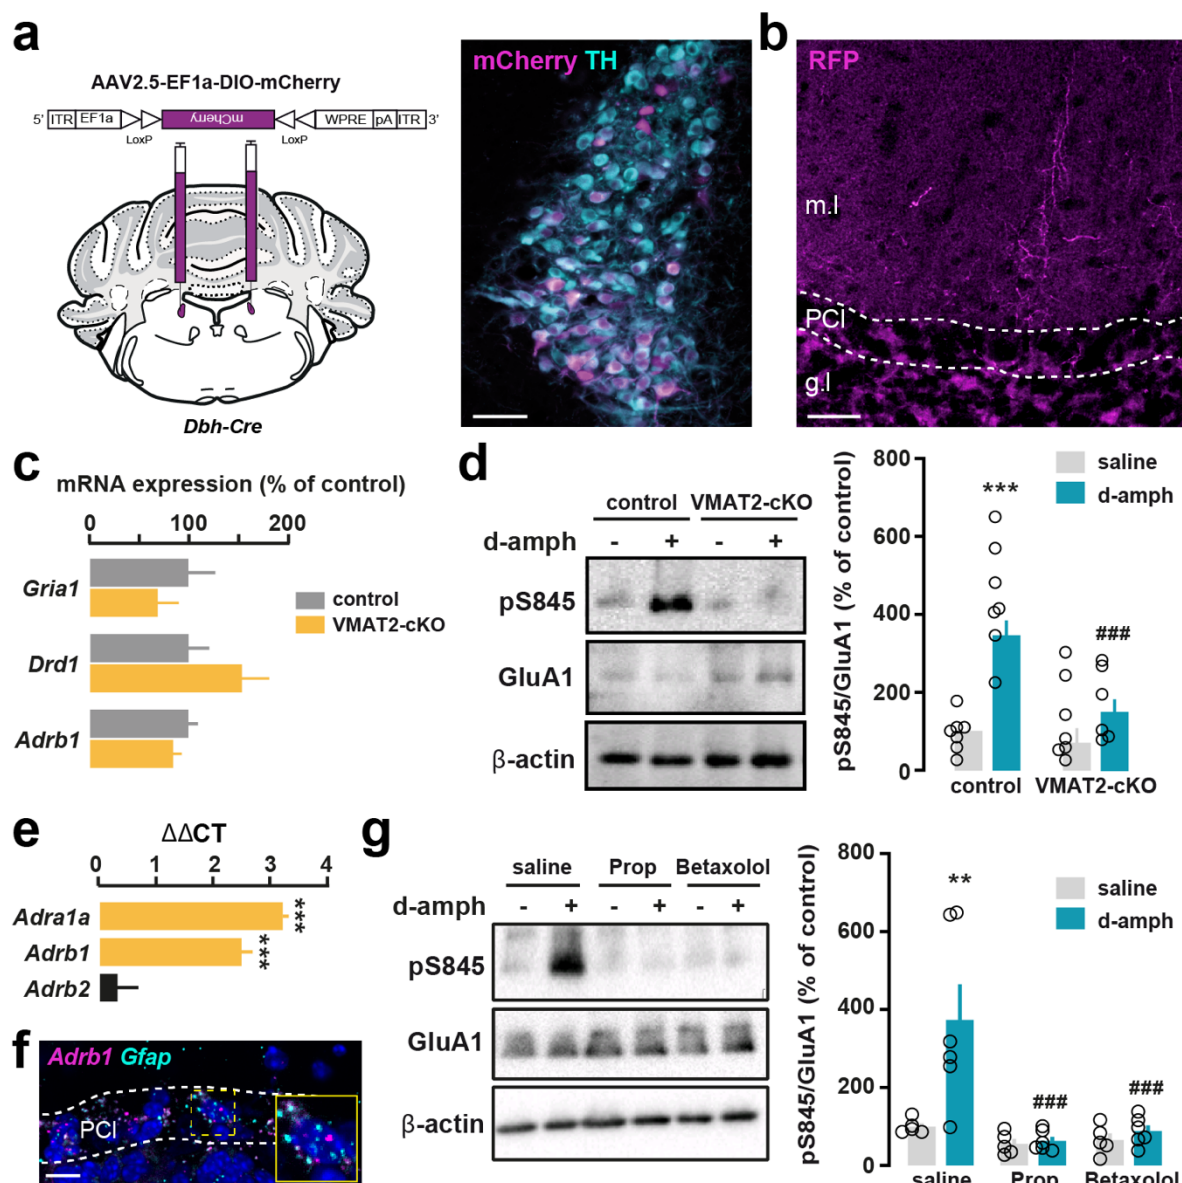 a
AAV2.5-EF1a-DIO-mCherry
5' ITR EF1a mCherry WPRE pA ITR 3'
LoxP LoxP
Dbh-Cre
mCherry TH
b
RFP
m.l
PCl
g.l
c
mRNA expression (% of control)
0 100 200
Gria1
Drd1
Adrb1
control
VMAT2-cKO
d
control VMAT2-cKO
d-amph - + - +
pS845
GluA1
β-actin
pS845/GluA1 (% of control)
800
600
400
200
0
saline
d-amph
***
###
control VMAT2-cKO
e
ΔΔCT
0 1 2 3 4
Adra1a ***
Adrb1 ***
Adrb2
f
Adrb1 Gfap
PCl
g
saline Prop Betaxolol
d-amph - + - + - +
pS845
GluA1
β-actin
pS845/GluA1 (% of control)
800
600
400
200
0
saline
d-amph
**
###
###
saline Prop Betaxolol